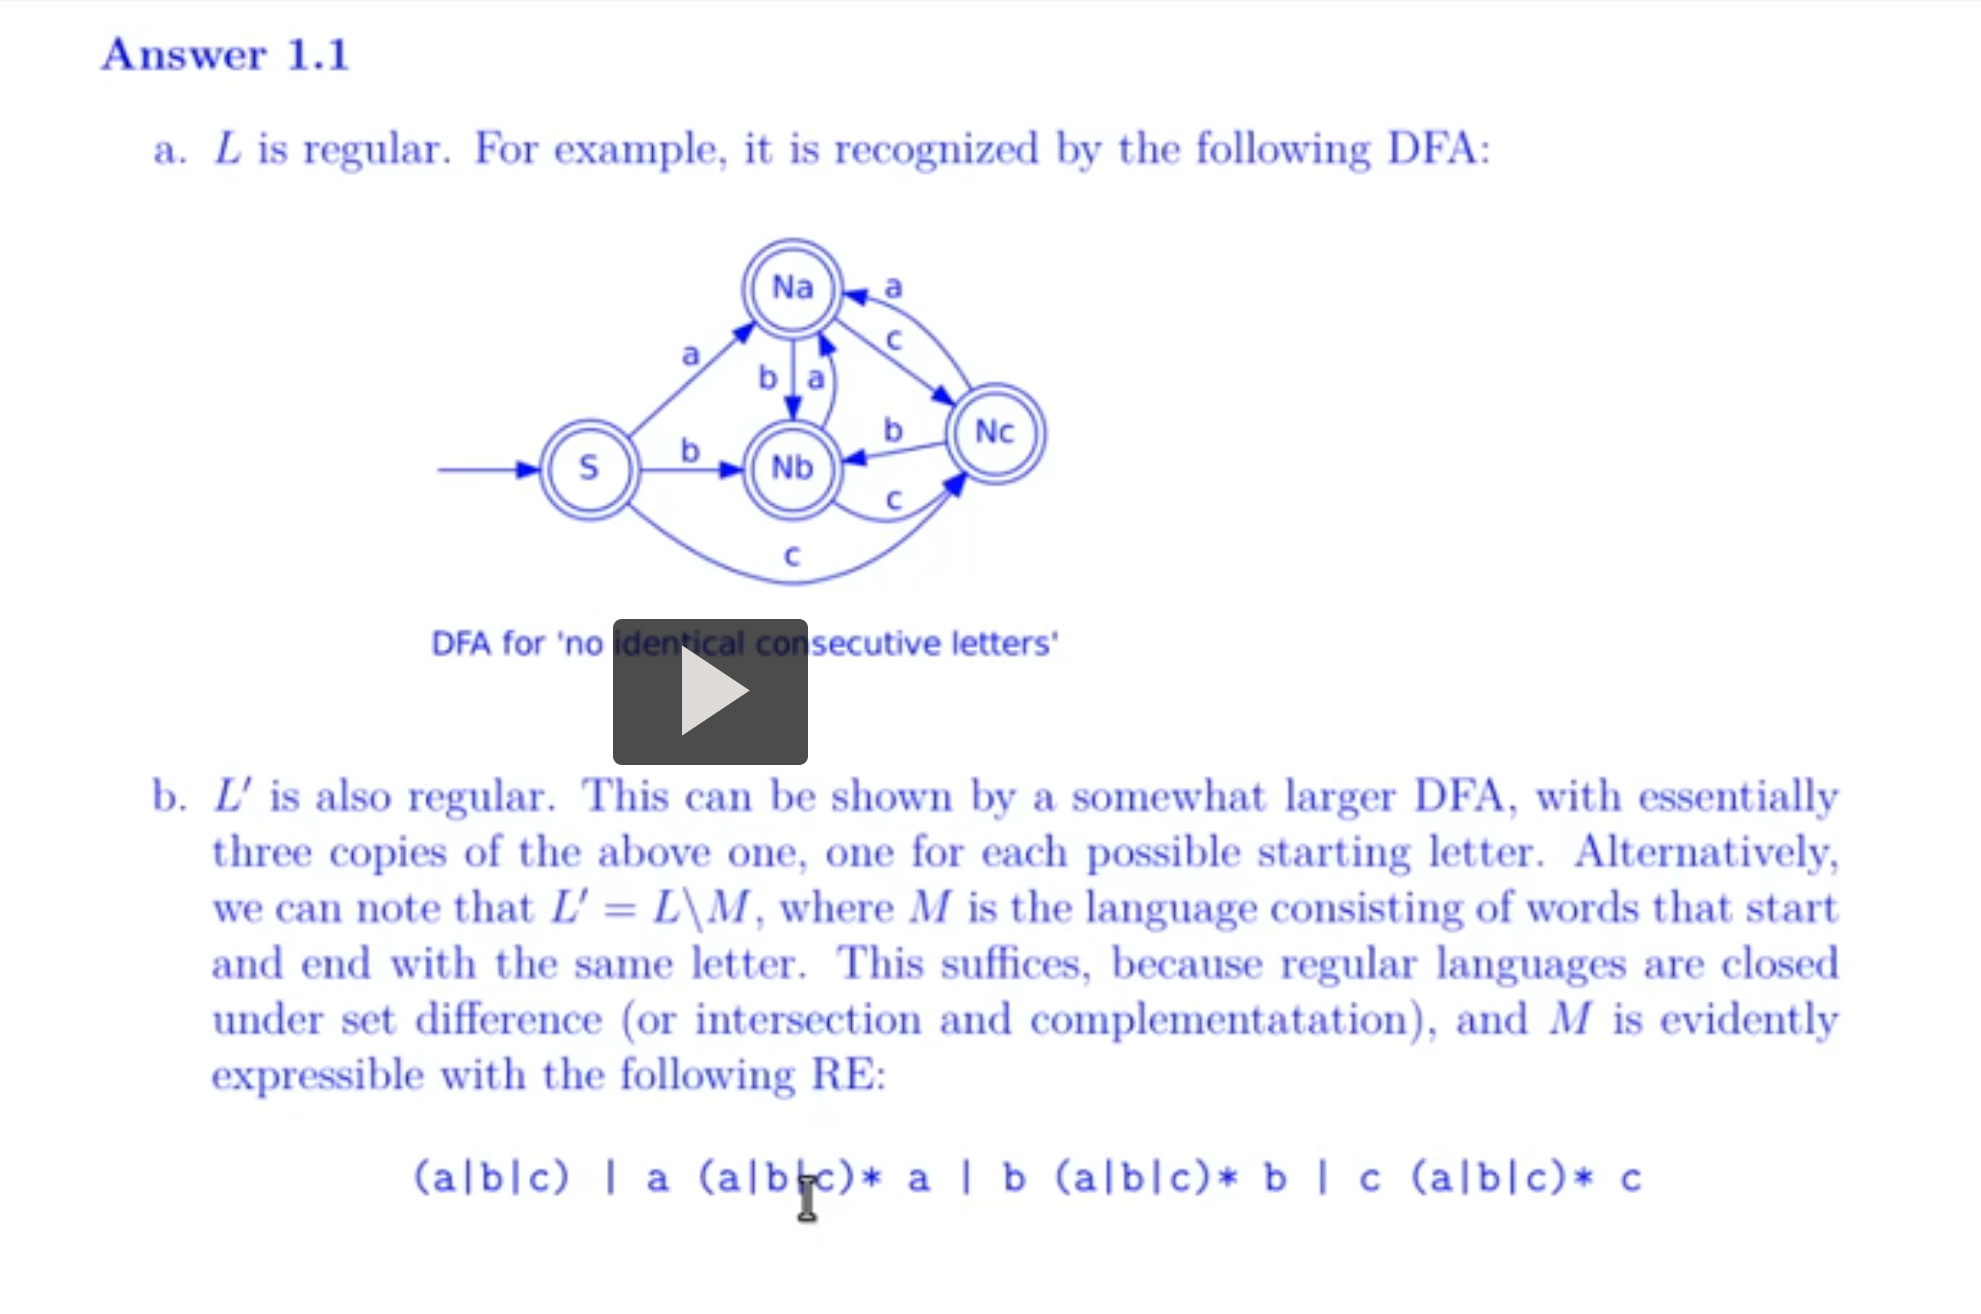 Answer 1.1
a. L is regular. For example, it is recognized by the following DFA:
Na
a
c
a
b
a
Nc
b
b
S
Nb
c
c
DFA for 'no identical consecutive letters'
b. L′ is also regular. This can be shown by a somewhat larger DFA, with essentially
three copies of the above one, one for each possible starting letter. Alternatively,
we can note that L′ = L\M, where M is the language consisting of words that start
and end with the same letter. This suffices, because regular languages are closed
under set difference (or intersection and complementatation), and M is evidently
expressible with the following RE:
(a|b|c) | a (a|b|c)* a | b (a|b|c)* b | c (a|b|c)* c